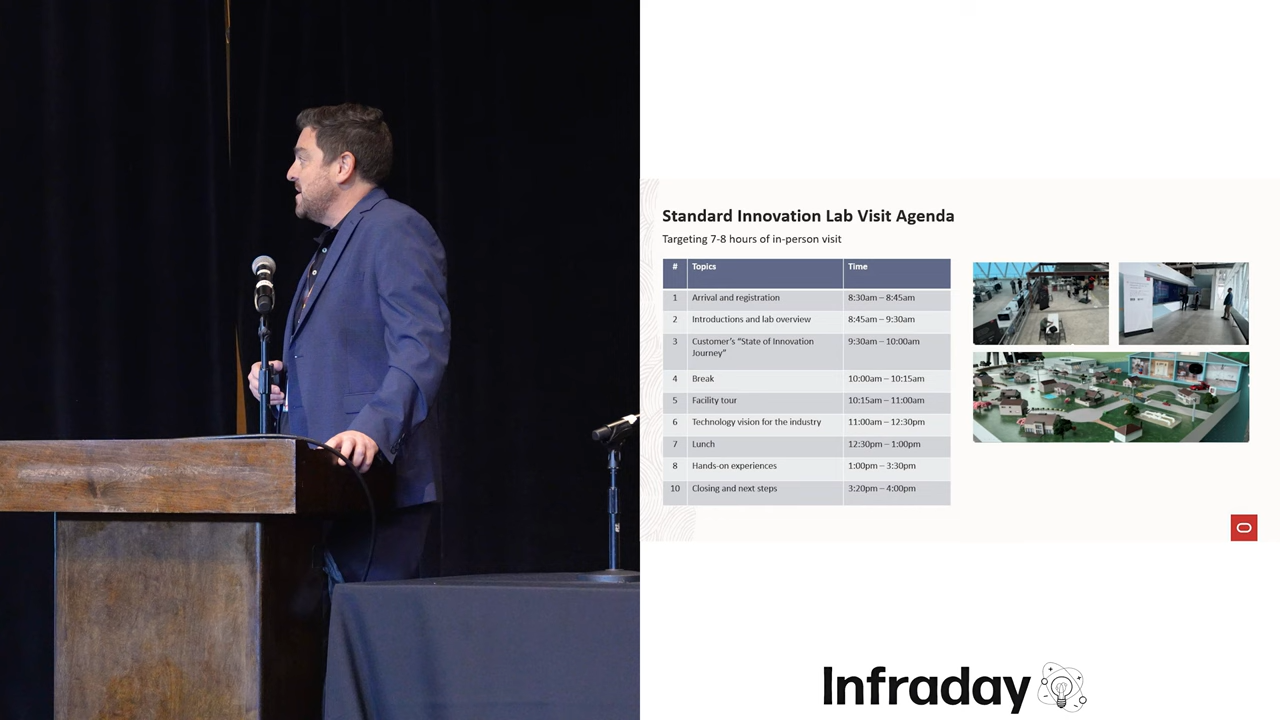 Standard Innovation Lab Visit Agenda
Targeting 7-8 hours of in-person visit
# Topics Time
1 Arrival and registration 8:30am – 8:45am
2 Introductions and lab overview 8:45am – 9:30am
3 Customer's "State of Innovation 9:30am – 10:00am
Journey"
4 Break 10:00am – 10:15am
5 Facility tour 10:15am – 11:00am
6 Technology vision for the industry 11:00am – 12:30pm
7 Lunch 12:30pm – 1:00pm
8 Hands-on experiences 1:00pm – 3:30pm
10 Closing and next steps 3:20pm – 4:00pm
Infraday